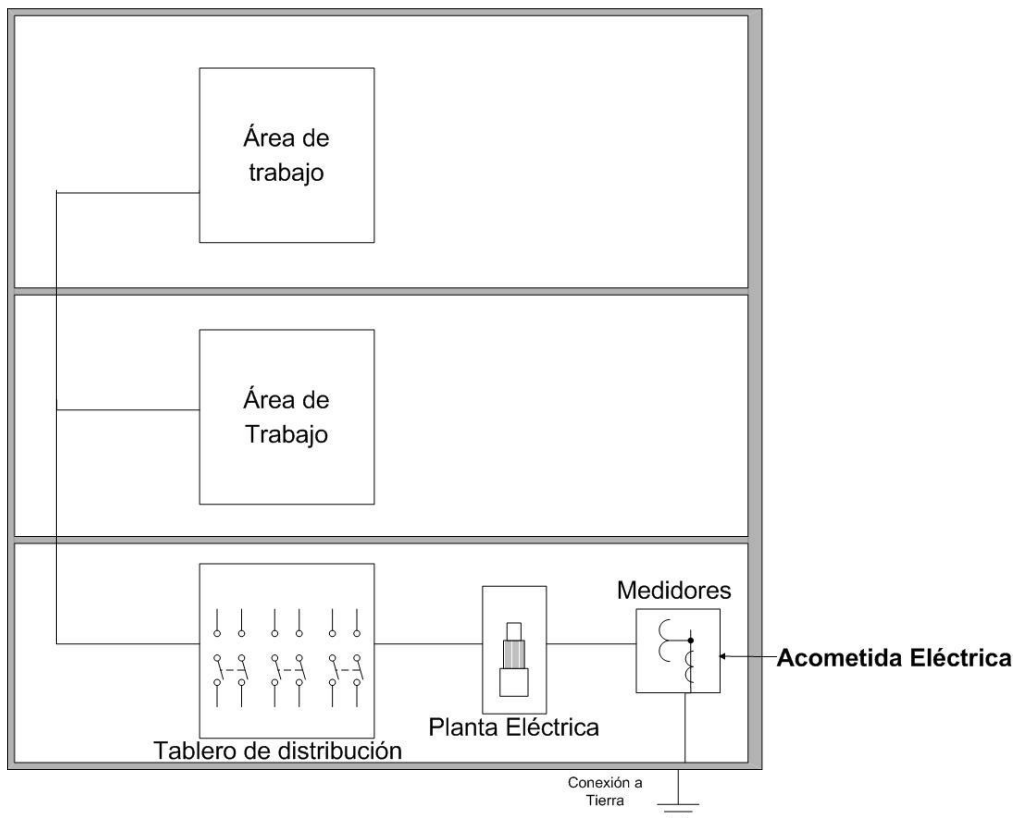 Área de
trabajo
Área de
Trabajo
Medidores
Acometida Eléctrica
Planta Eléctrica
Tablero de distribución
Conexión a
Tierra